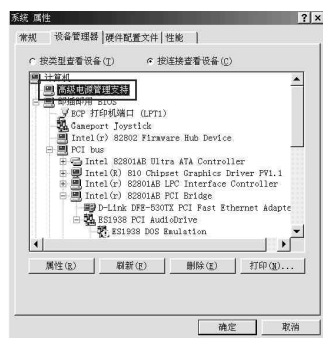 系统 属性
常规 设备管理器 硬件配置文件 性能
按类型查看设备(T) 按连接查看设备(C)
计算机
高级电源管理支持
即插即用 BIOS
ECP 打印机端口 (LPT1)
Gameport Joystick
Intel(r) 82802 Firmware Hub Device
PCI bus
Intel 82801AB Ultra ATA Controller
Intel(R) 810 Chipset Graphics Driver PV1.1
Intel(r) 82801AB LPC Interface Controller
Intel(r) 82801AB PCI Bridge
D-Link DFE-530TX PCI Fast Ethernet Adapte
ES1938 PCI AudioDrive
ES1938 DOS Emulation
属性(R) 刷新(F) 删除(E) 打印(N)...
确定 取消